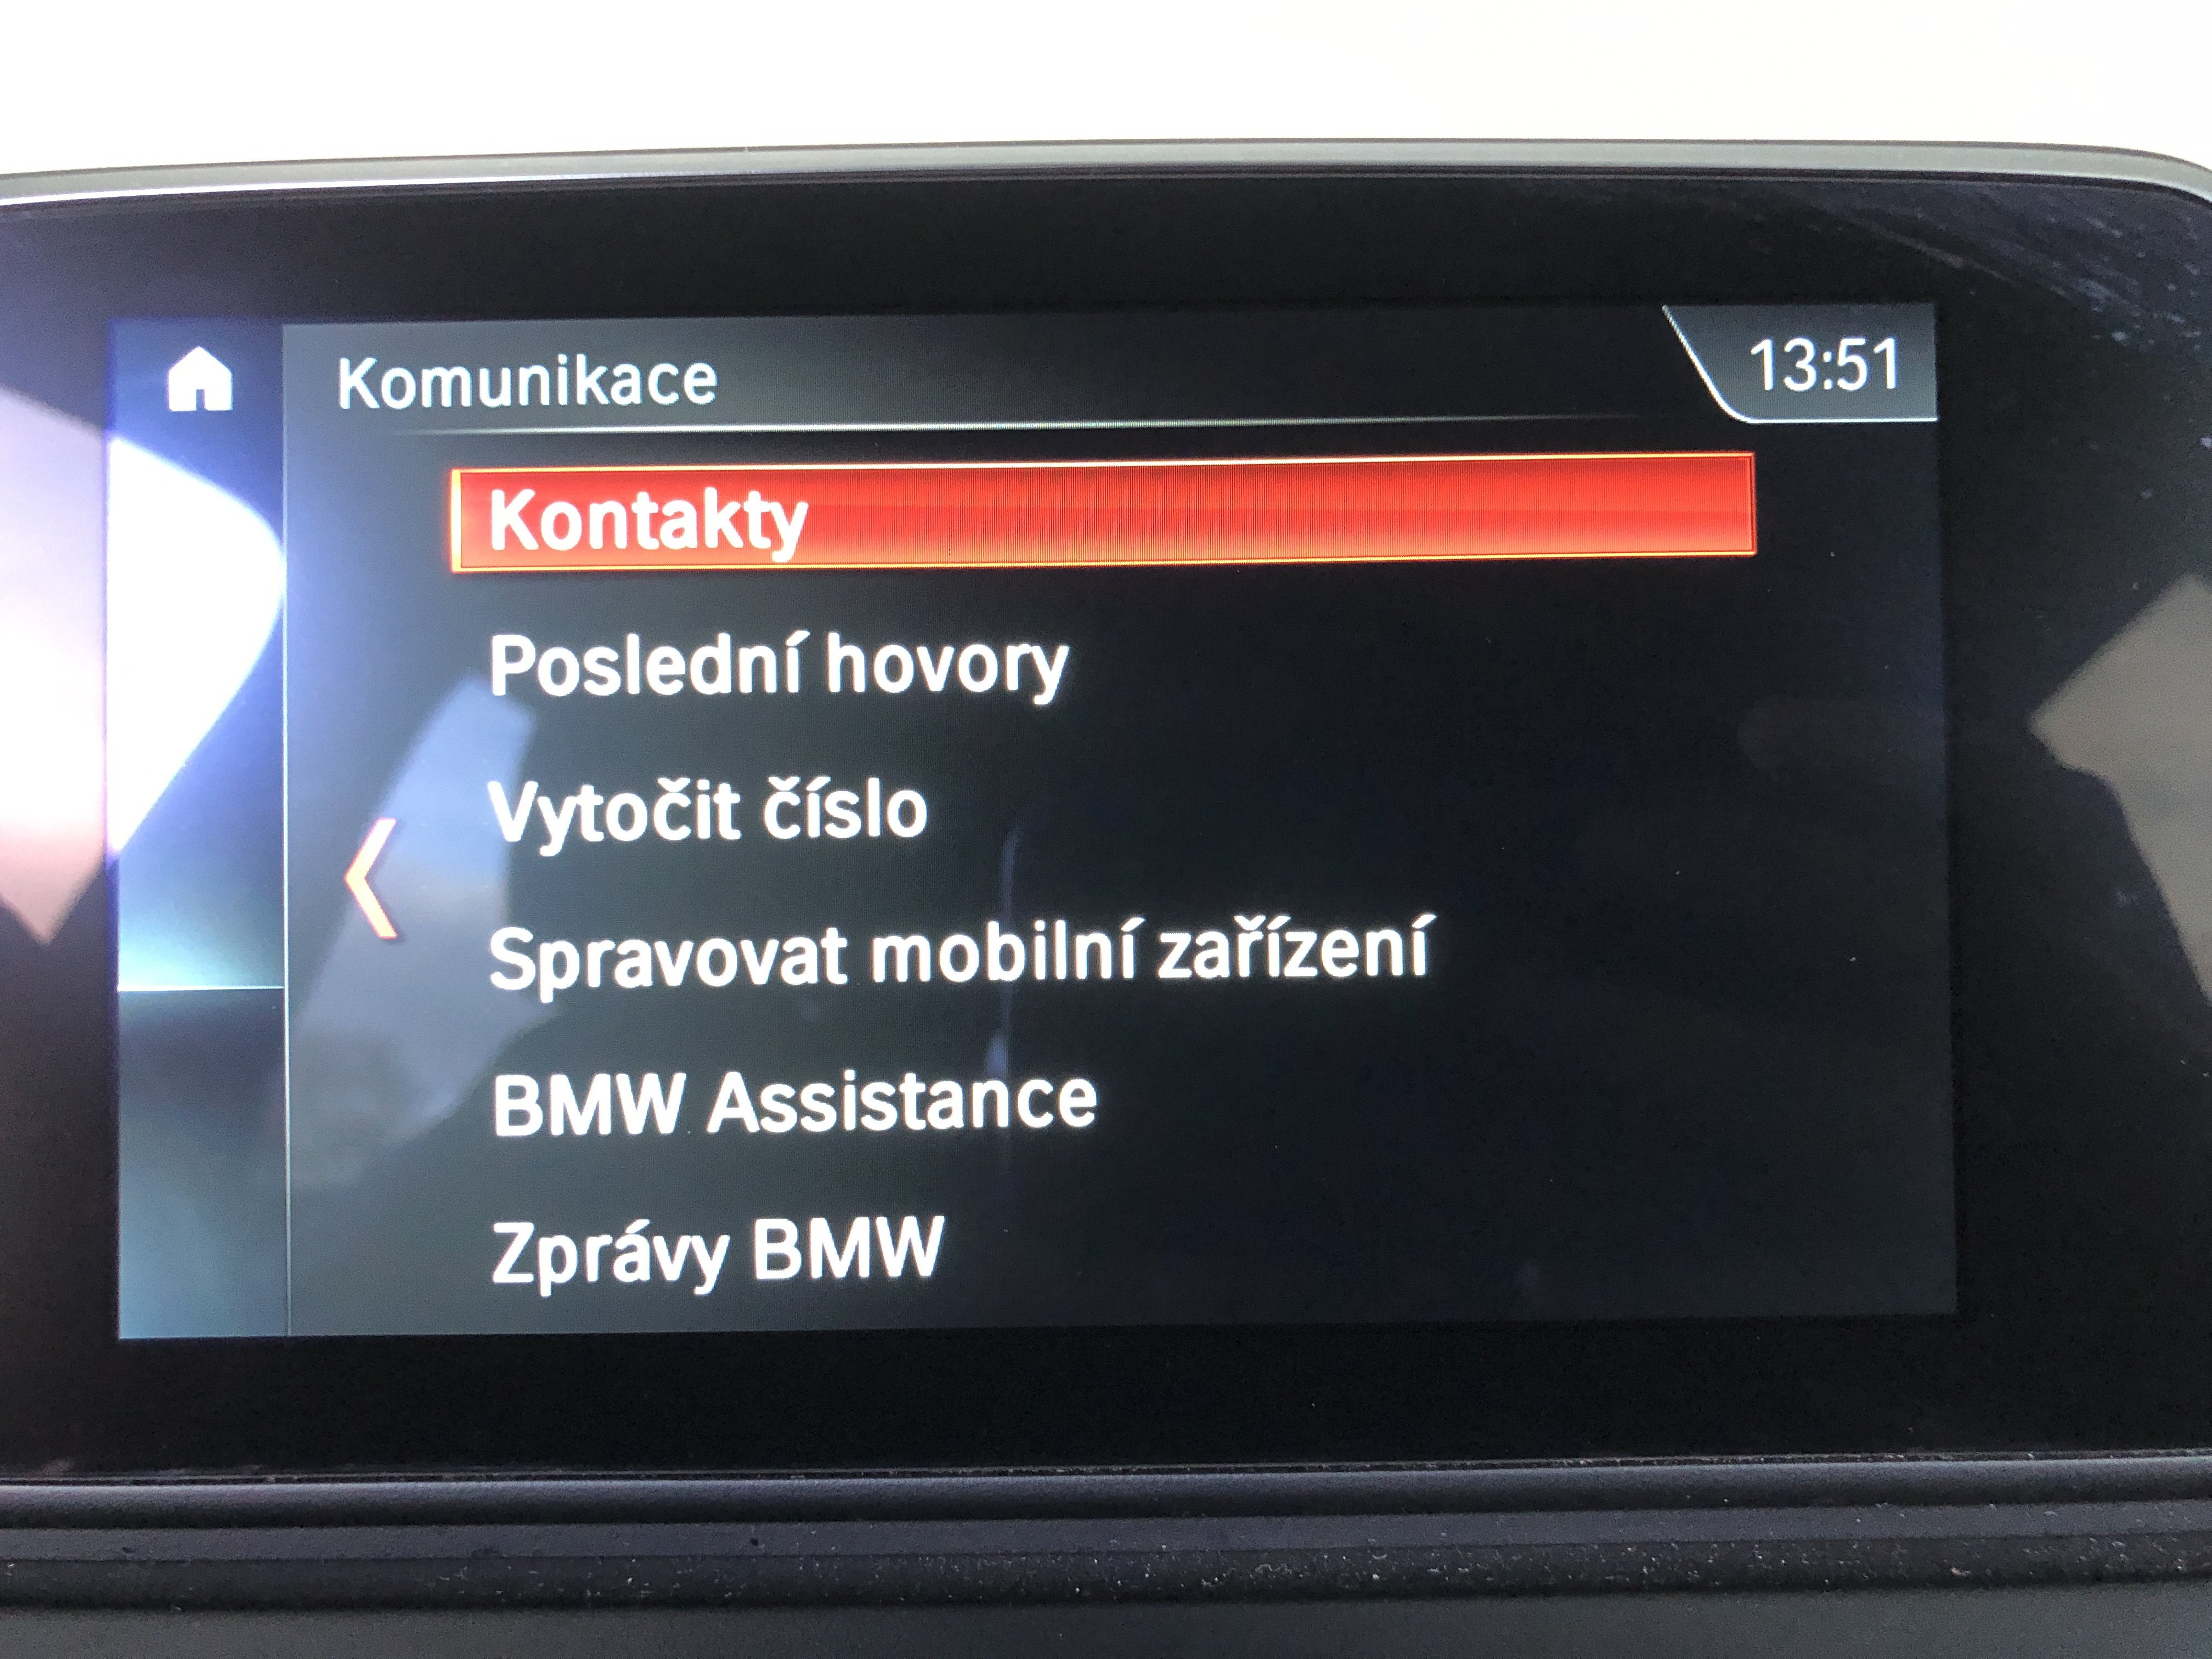 Komunikace
13:51
Kontakty
Poslední hovory
Vytočit číslo
Spravovat mobilní zařízení
BMW Assistance
Zprávy BMW